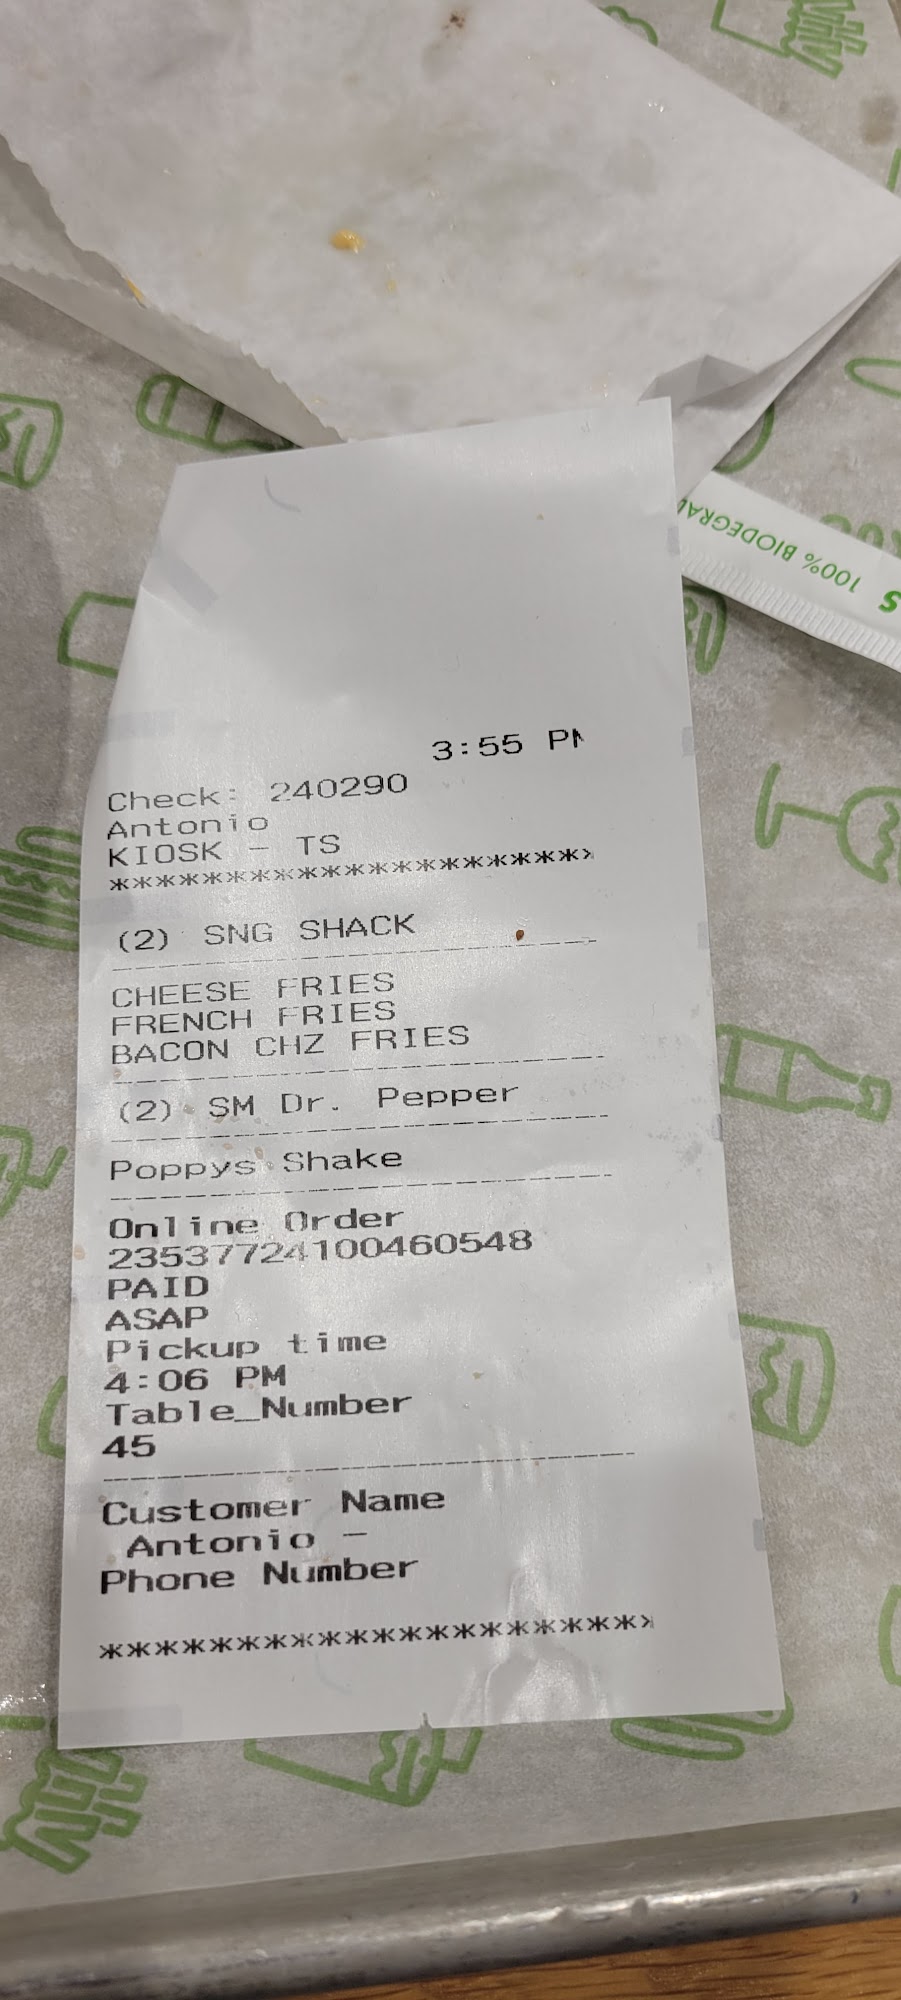 100% BIODEGRA
S
3:55 PM
Check: 240290
Antonio
KIOSK - TS
*********************
(2) SNG SHACK
CHEESE FRIES
FRENCH FRIES
BACON CHZ FRIES
(2) SM Dr. Pepper
Poppys Shake
Online Order
23537724100460548
PAID
ASAP
Pickup time
4:06 PM
Table_Number
45
Customer Name
Antonio -
Phone Number
*********************